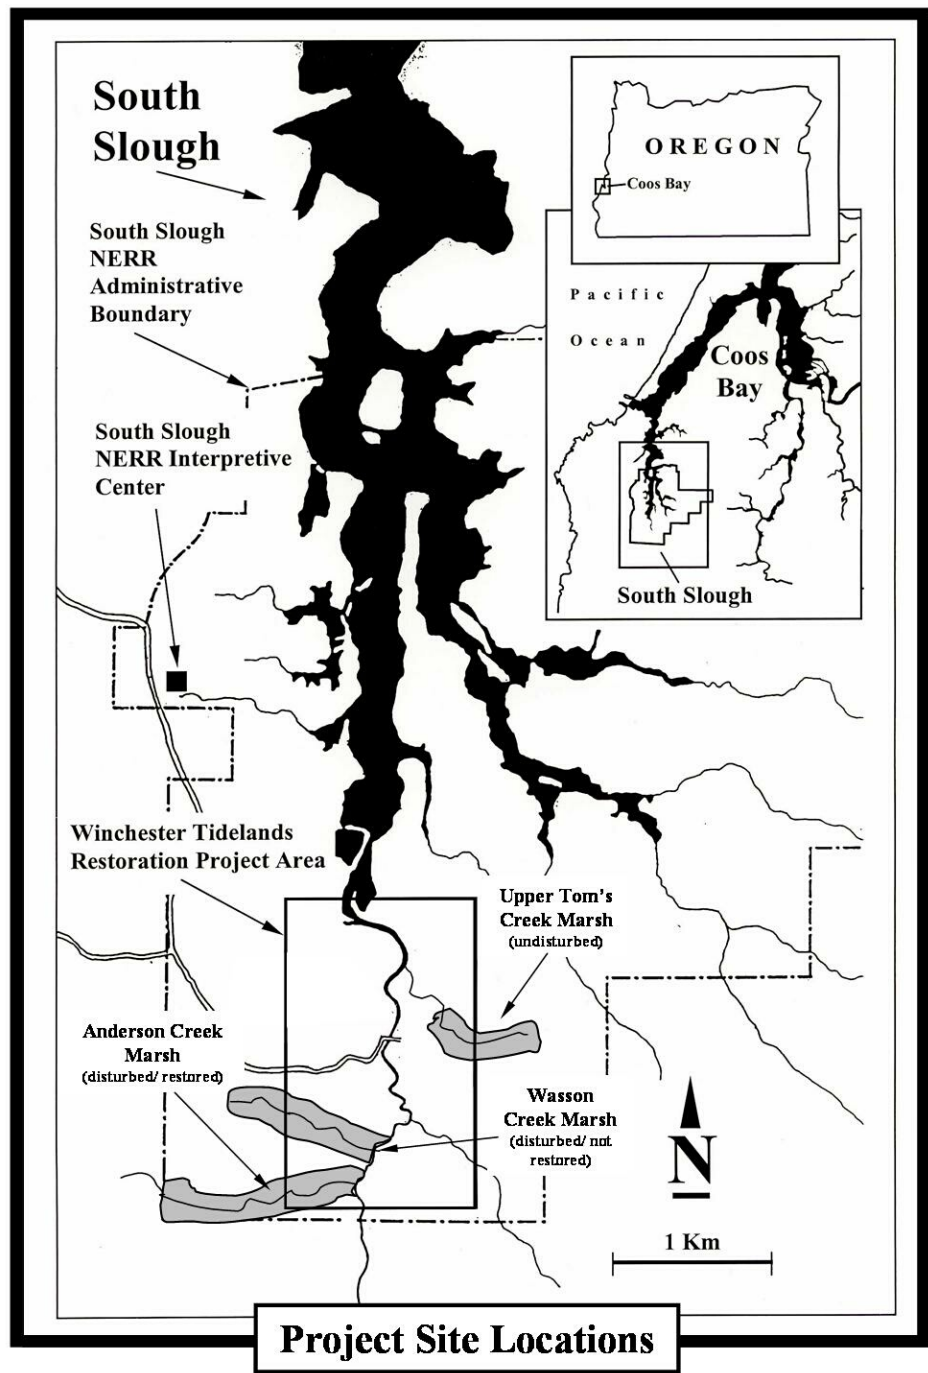 South
Slough
South Slough
NERR
Administrative
Boundary
South Slough
NERR Interpretive
Center
OREGON
Coos Bay
Pacific
Ocean
Coos
Bay
South Slough
Winchester Tidelands
Restoration Project Area
Upper Tom's
Creek Marsh
(undisturbed)
Anderson Creek
Marsh
(disturbed/ restored)
Wasson
Creek Marsh
(disturbed/ not
restored)
N
1 Km
Project Site Locations